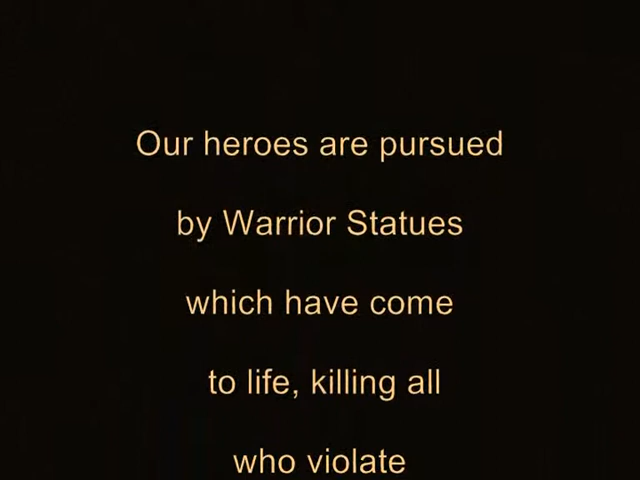 Our heroes are pursued
by Warrior Statues
which have come
to life, killing all
who violate